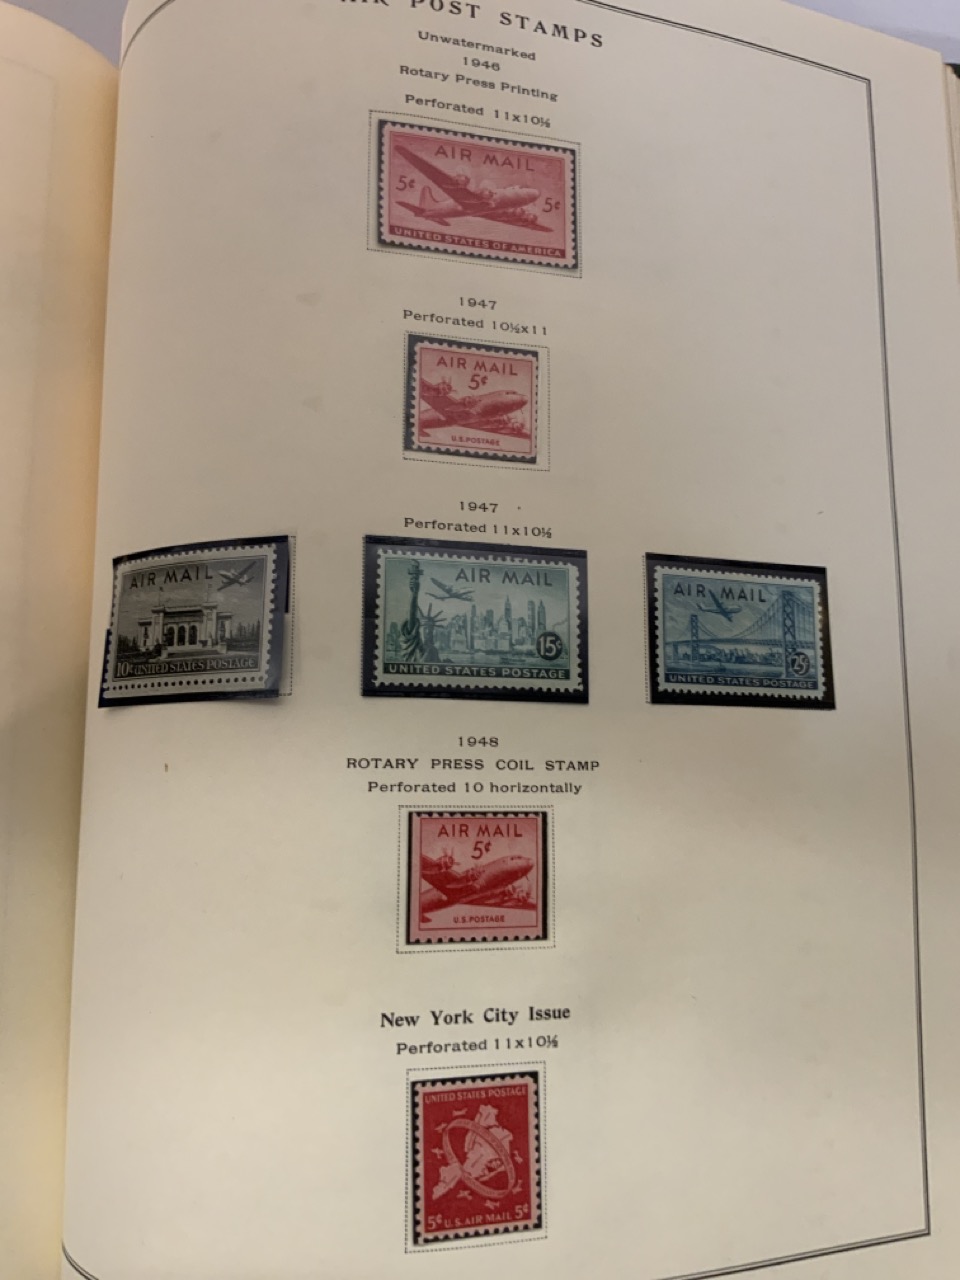 AIR POST STAMPS
Unwatermarked
1946
Rotary Press Printing
Perforated 11x10½
AIR MAIL
5¢ 5¢
UNITED STATES OF AMERICA
1947
Perforated 10½x11
AIR MAIL
5¢
U.S. POSTAGE
1947
Perforated 11x10½
AIR MAIL
10¢ UNITED STATES POSTAGE
AIR MAIL
15¢
UNITED STATES POSTAGE
AIR MAIL
25¢
UNITED STATES POSTAGE
1948
ROTARY PRESS COIL STAMP
Perforated 10 horizontally
AIR MAIL
5¢
U.S. POSTAGE
New York City Issue
Perforated 11x10½
UNITED STATES POSTAGE
5¢ U.S. AIR MAIL 5¢